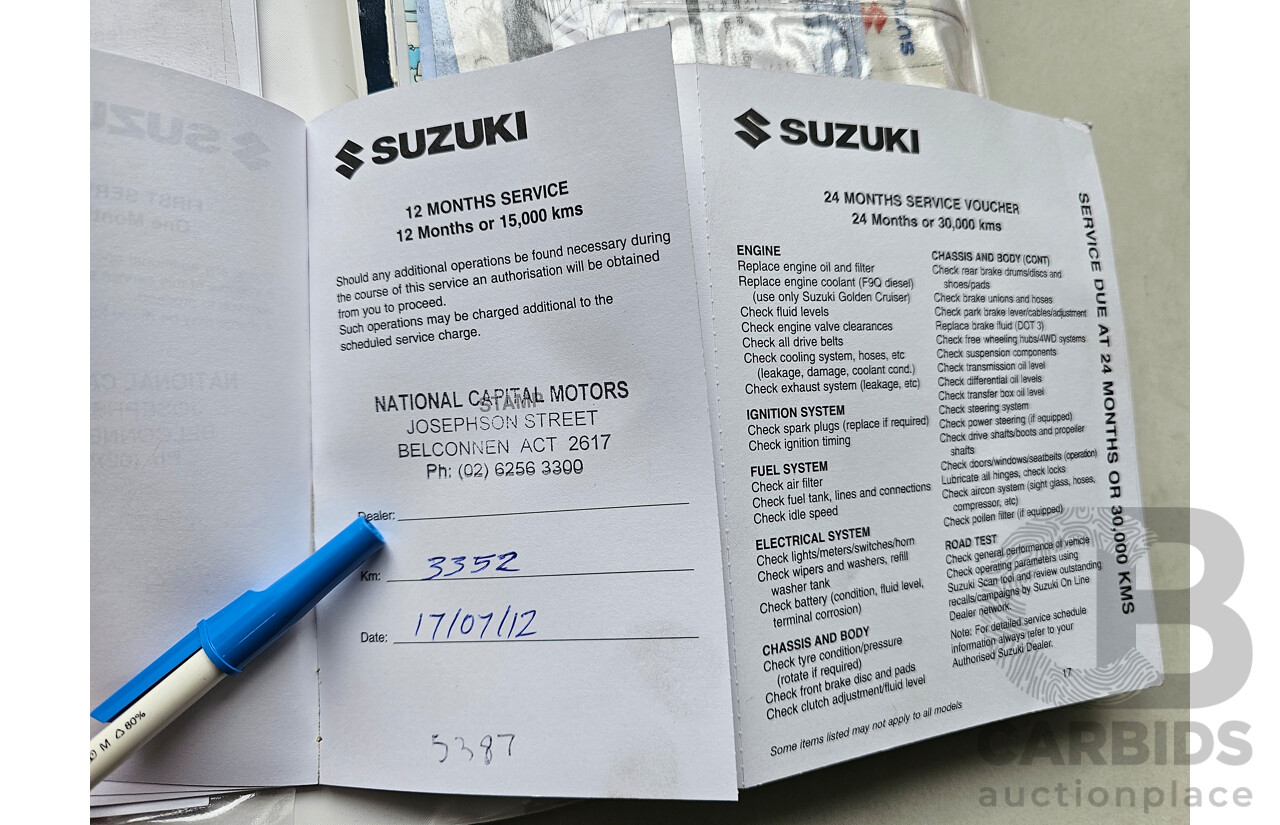 SUZUKI
12 MONTHS SERVICE
12 Months or 15,000 kms
Should any additional operations be found necessary during
the course of this service an authorisation will be obtained
from you to proceed.
Such operations may be charged additional to the
scheduled service charge.
STAMP
NATIONAL CAPITAL MOTORS
JOSEPHSON STREET
BELCONNEN ACT 2617
Ph: (02) 6256 3300
Dealer:
Km: 3352
Date: 17/07/12
5387
M 80%
SUZUKI
24 MONTHS SERVICE VOUCHER
24 Months or 30,000 kms
ENGINE
Replace engine oil and filter
Replace engine coolant (F9Q diesel)
(use only Suzuki Golden Cruiser)
Check fluid levels
Check engine valve clearances
Check all drive belts
Check cooling system, hoses, etc
(leakage, damage, coolant cond.)
Check exhaust system (leakage, etc)
IGNITION SYSTEM
Check spark plugs (replace if required)
Check ignition timing
FUEL SYSTEM
Check air filter
Check fuel tank, lines and connections
Check idle speed
ELECTRICAL SYSTEM
Check lights/meters/switches/horn
Check wipers and washers, refill
washer tank
Check battery (condition, fluid level,
terminal corrosion)
CHASSIS AND BODY
Check tyre condition/pressure
(rotate if required)
Check front brake disc and pads
Check clutch adjustment/fluid level
CHASSIS AND BODY (CONT)
Check rear brake drums/discs and
shoes/pads
Check brake unions and hoses
Check park brake lever/cables/adjustment
Replace brake fluid (DOT 3)
Check free wheeling hubs/4WD systems
Check suspension components
Check transmission oil level
Check differential oil levels
Check transfer box oil level
Check steering system
Check power steering (if equipped)
Check drive shafts/boots and propeller
shafts
Check doors/windows/seatbelts (operation)
Lubricate all hinges, check locks
Check aircon system (sight glass, hoses,
compressor, etc)
Check pollen filter (if equipped)
ROAD TEST
Check general performance of vehicle
Check operating parameters using
Suzuki Scan tool and review outstanding
recalls/campaigns by Suzuki On Line
Dealer network.
Note: For detailed service schedule
information always refer to your
Authorised Suzuki Dealer.
17
Some items listed may not apply to all models
SERVICE DUE AT 24 MONTHS OR 30,000 KMS
CARBIDS
auctionplace